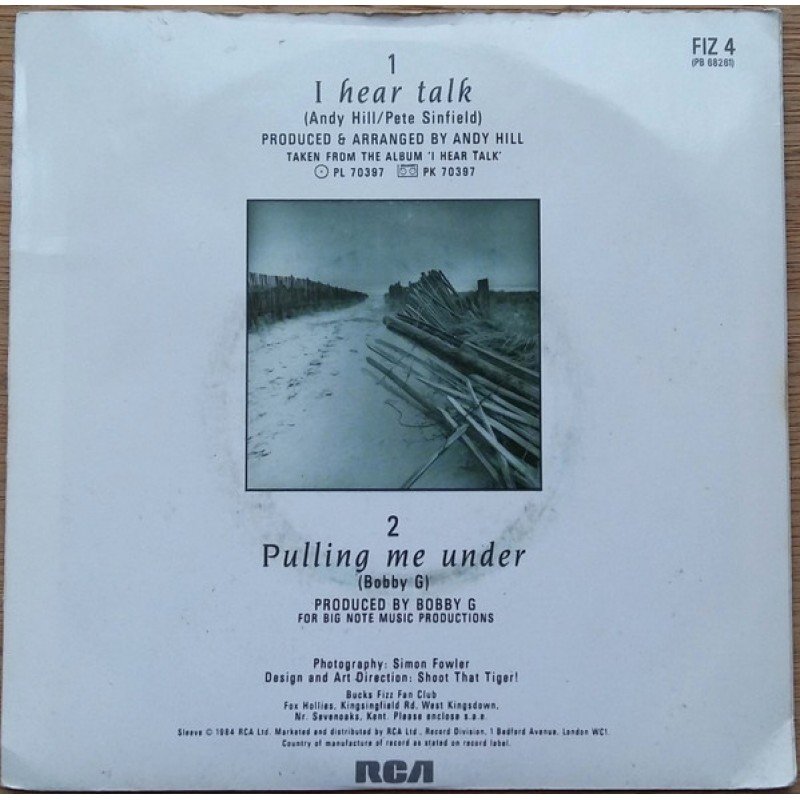 FIZ 4
(PB 68261)
1
I hear talk
(Andy Hill/Pete Sinfield)
PRODUCED & ARRANGED BY ANDY HILL
TAKEN FROM THE ALBUM 'I HEAR TALK'
PL 70397 PK 70397
2
Pulling me under
(Bobby G)
PRODUCED BY BOBBY G
FOR BIG NOTE MUSIC PRODUCTIONS
Photography: Simon Fowler
Design and Art Direction: Shoot That Tiger!
Bucks Fizz Fan Club
Fox Hollies, Kingsingfield Rd, West Kingsdown,
Nr. Sevenoaks, Kent. Please enclose s.a.e.
Sleeve © 1984 RCA Ltd. Marketed and distributed by RCA Ltd., Record Division, 1 Bedford Avenue, London WC1.
Country of manufacture of record as stated on record label.
RCA